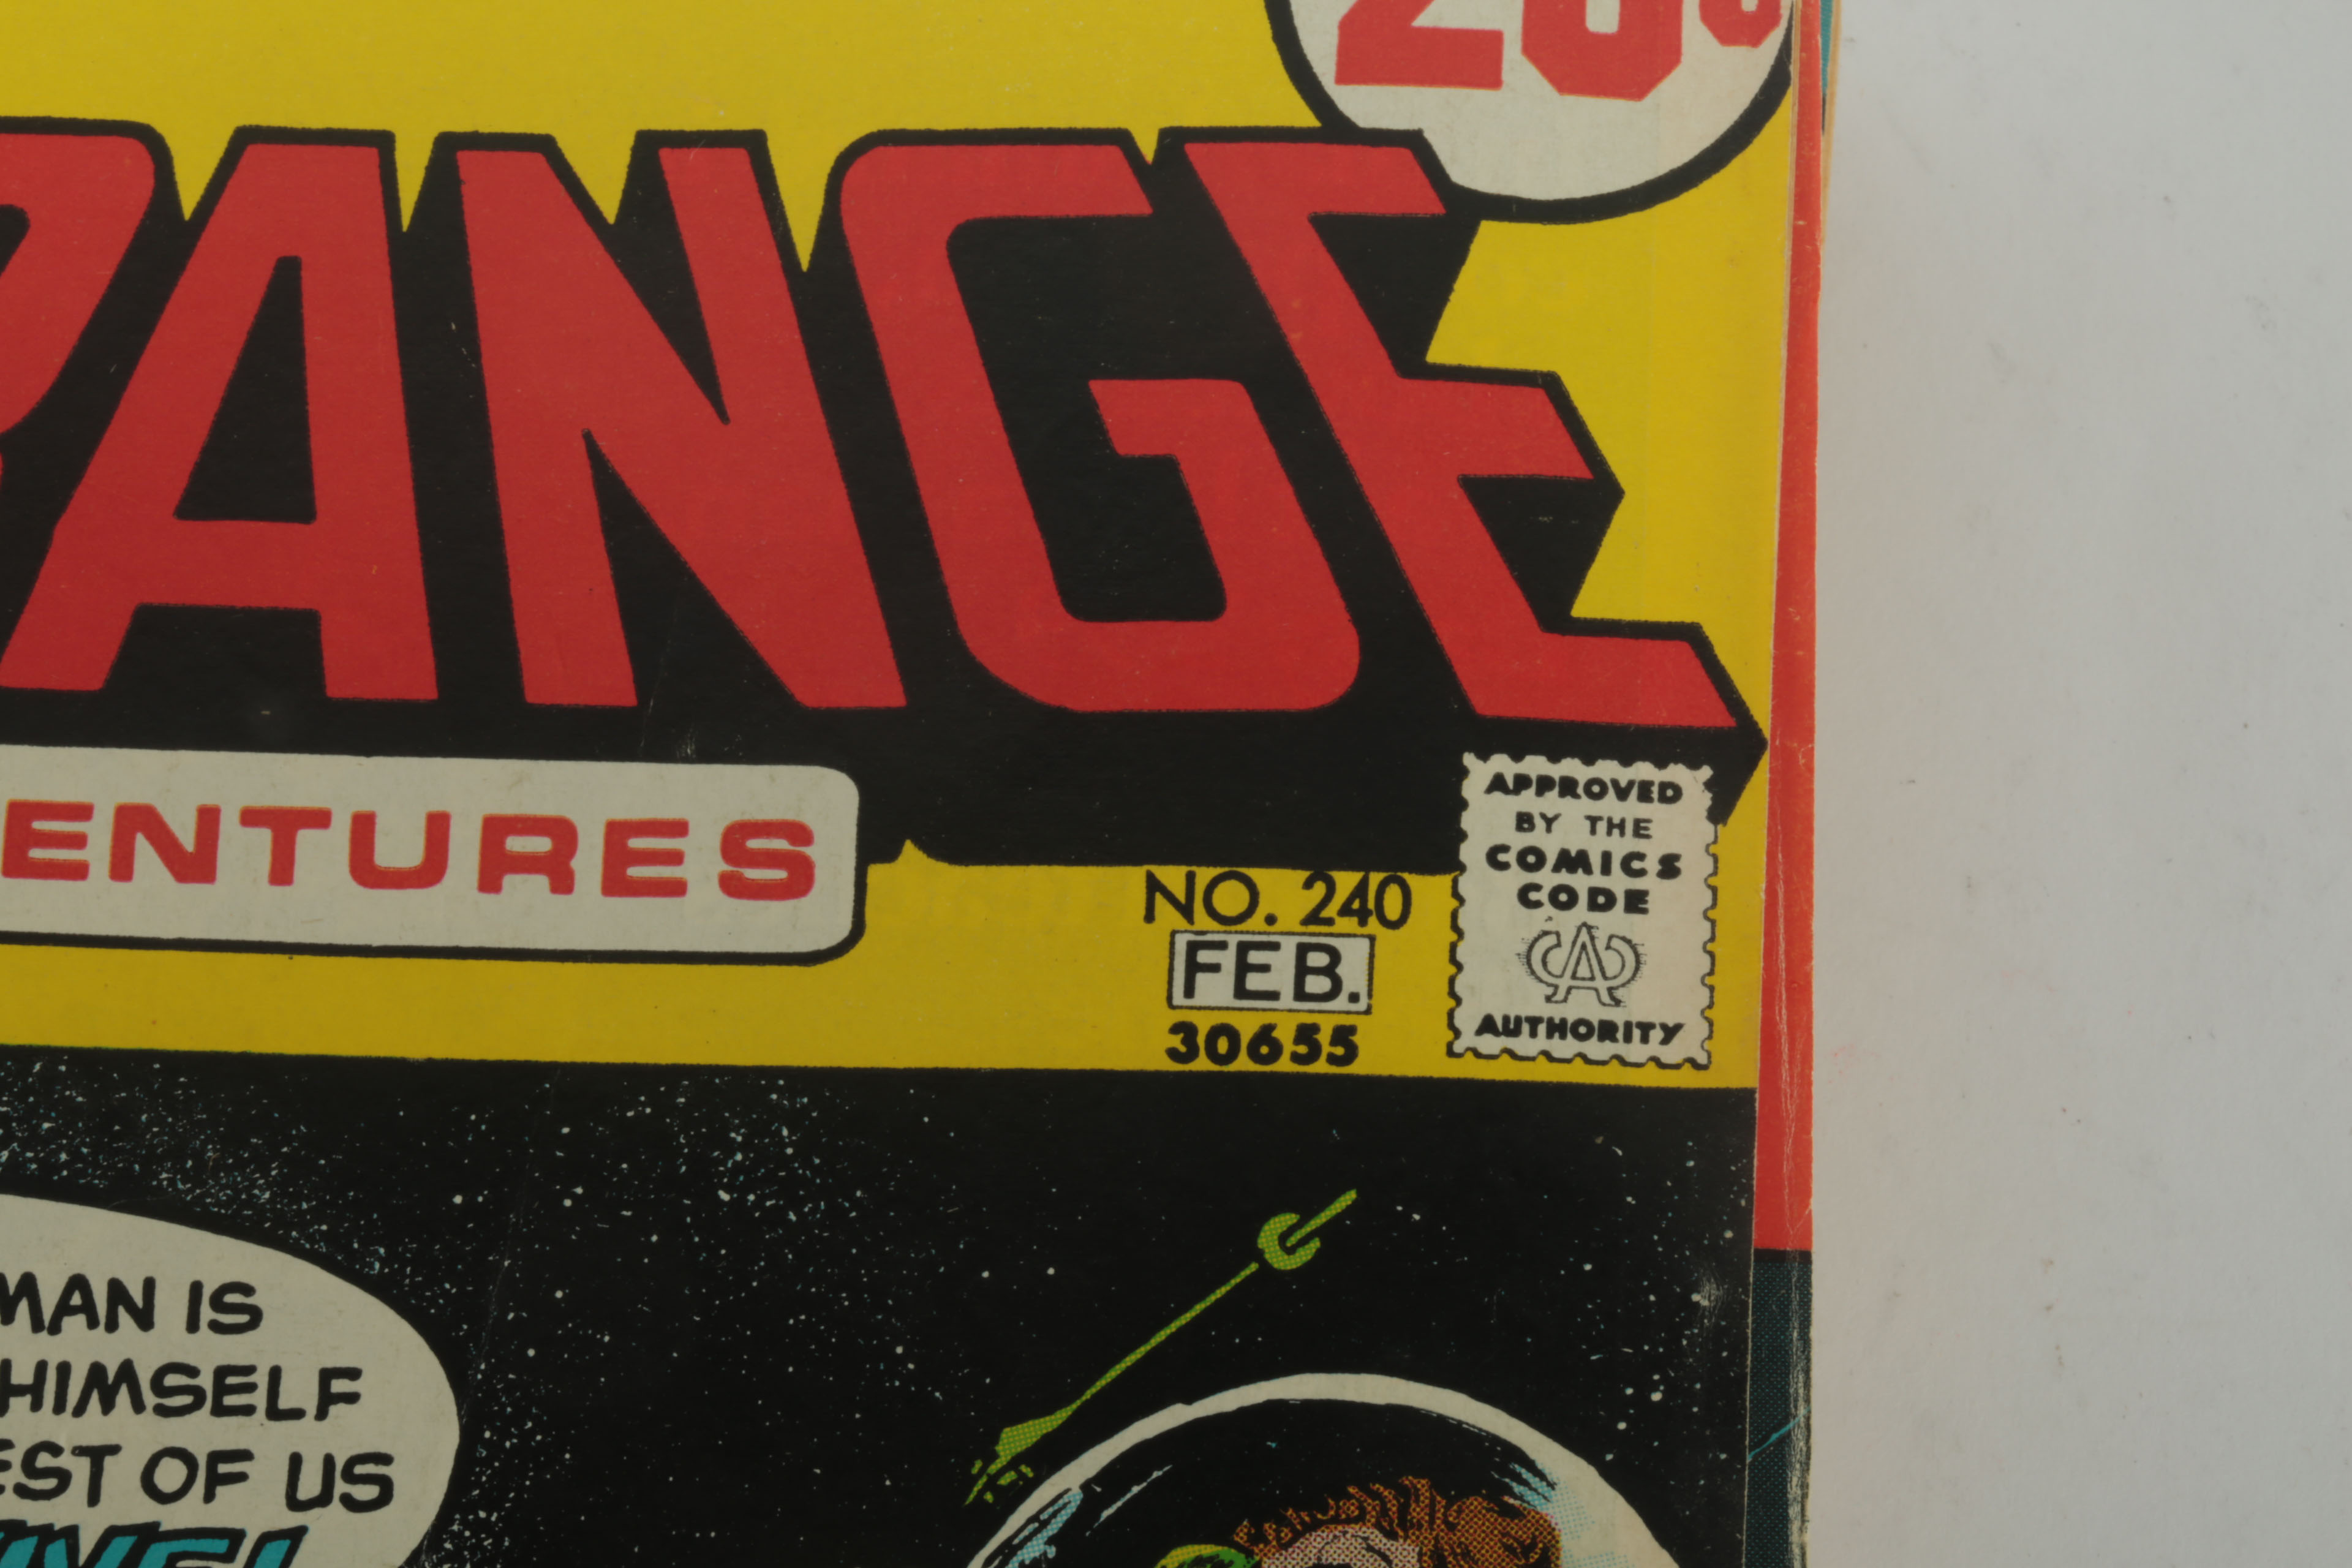 20¢
RANGE
ENTURES
NO. 240
FEB.
30655
APPROVED
BY THE
COMICS
CODE
CA
AUTHORITY
MAN IS
HIMSELF
EST OF US